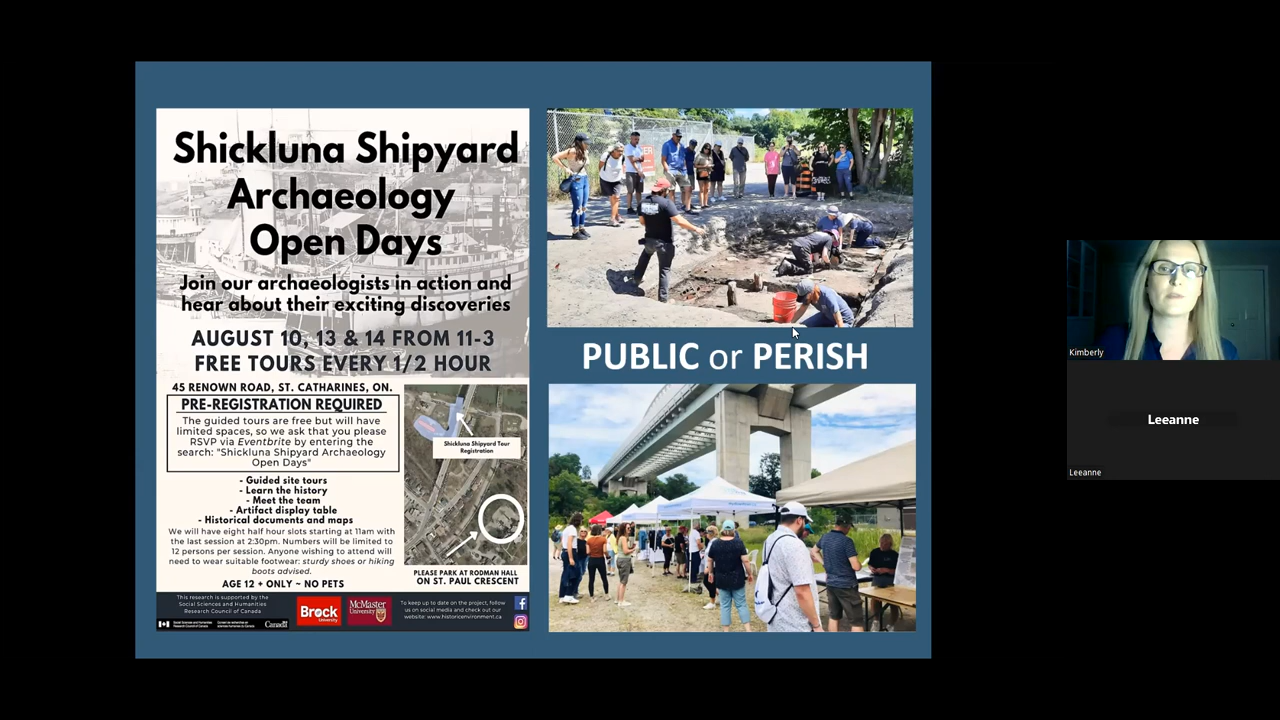 Shickluna Shipyard
Archaeology
Open Days
Join our archaeologists in action and
hear about their exciting discoveries
AUGUST 10, 13 & 14 FROM 11-3
FREE TOURS EVERY 1/2 HOUR
45 RENOWN ROAD, ST. CATHARINES, ON.
PRE-REGISTRATION REQUIRED
The guided tours are free but will have
limited spaces, so we ask that you please
RSVP via Eventbrite by entering the
search: "Shickluna Shipyard Archaeology
Open Days"
- Guided site tours
- Learn the history
- Meet the team
- Artifact display table
- Historical documents and maps
We will have eight half hour slots starting at 11am with
the last session at 2:30pm. Numbers will be limited to
12 persons per session. Anyone wishing to attend will
need to wear suitable footwear: sturdy shoes or hiking
boots advised.
AGE 12 + ONLY ~ NO PETS
Shickluna Shipyard Tour
Registration
PLEASE PARK AT RODMAN HALL
ON ST. PAUL CRESCENT
This research is supported by the
Social Sciences and Humanities
Research Council of Canada
Canada
Brock
University
McMaster
University
To keep up to date on the project, follow
us on social media and check out our
website: www.historicenvironment.ca
PUBLIC or PERISH
Kimberly
Leeanne
Leeanne